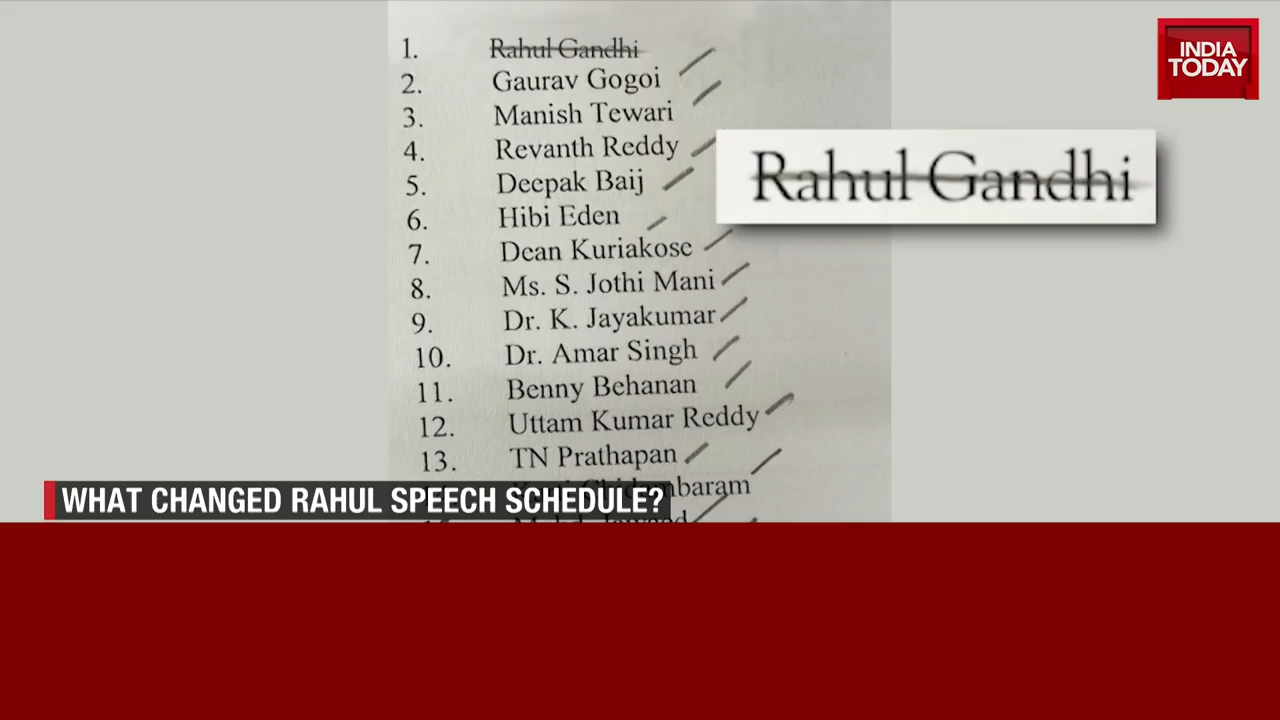 1. Rahul Gandhi
2. Gaurav Gogoi
3. Manish Tewari
4. Revanth Reddy
5. Deepak Baij
6. Hibi Eden
7. Dean Kuriakose
8. Ms. S. Jothi Mani
9. Dr. K. Jayakumar
10. Dr. Amar Singh
11. Benny Behanan
12. Uttam Kumar Reddy
13. TN Prathapan
INDIA
TODAY
Rahul Gandhi
WHAT CHANGED RAHUL SPEECH SCHEDULE?